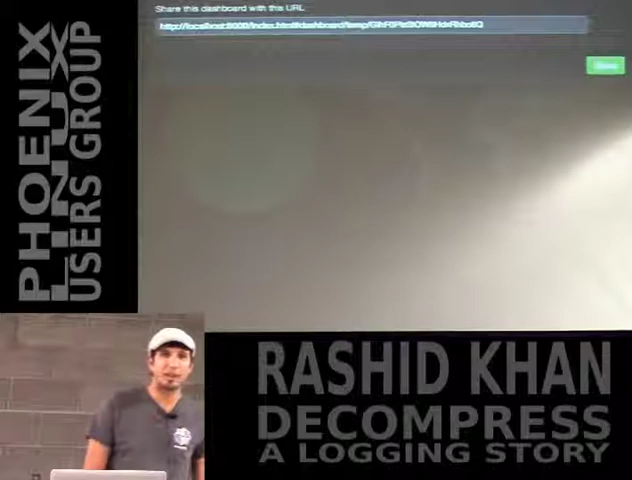 PHOENIX
LINUX
USERS GROUP
Share this dashboard with this URL
RASHID KHAN
DECOMPRESS
A LOGGING STORY